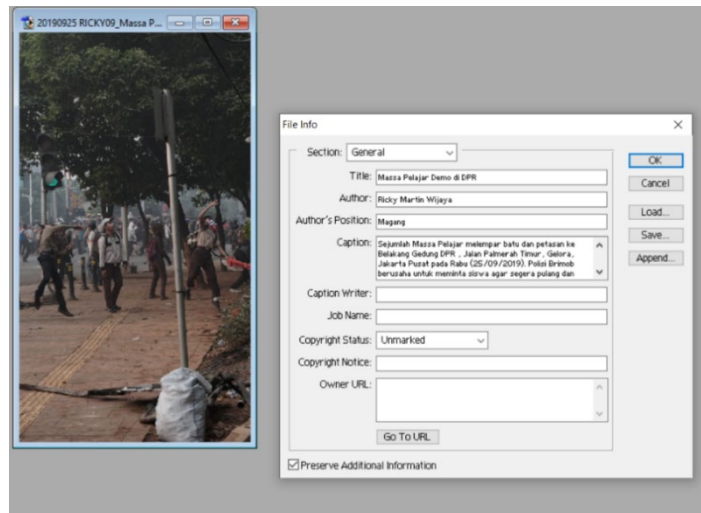 20190925 RICKY09_Massa P...
File Info
Section: General
Title: Massa Pelajar Demo di DPR
Author: Ricky Martin Wijaya
Author's Position: Magang
Caption: Sejumlah Massa Pelajar melempar batu dan petasan ke
Belakang Gedung DPR , Jalan Palmerah Timur, Gelora,
Jakarta Pusat pada Rabu (25/09/2019). Polisi Brimob
berusaha untuk meminta siswa agar segera pulang dan
Caption Writer:
Job Name:
Copyright Status: Unmarked
Copyright Notice:
Owner URL:
Go To URL
Preserve Additional Information
OK
Cancel
Load...
Save...
Append...